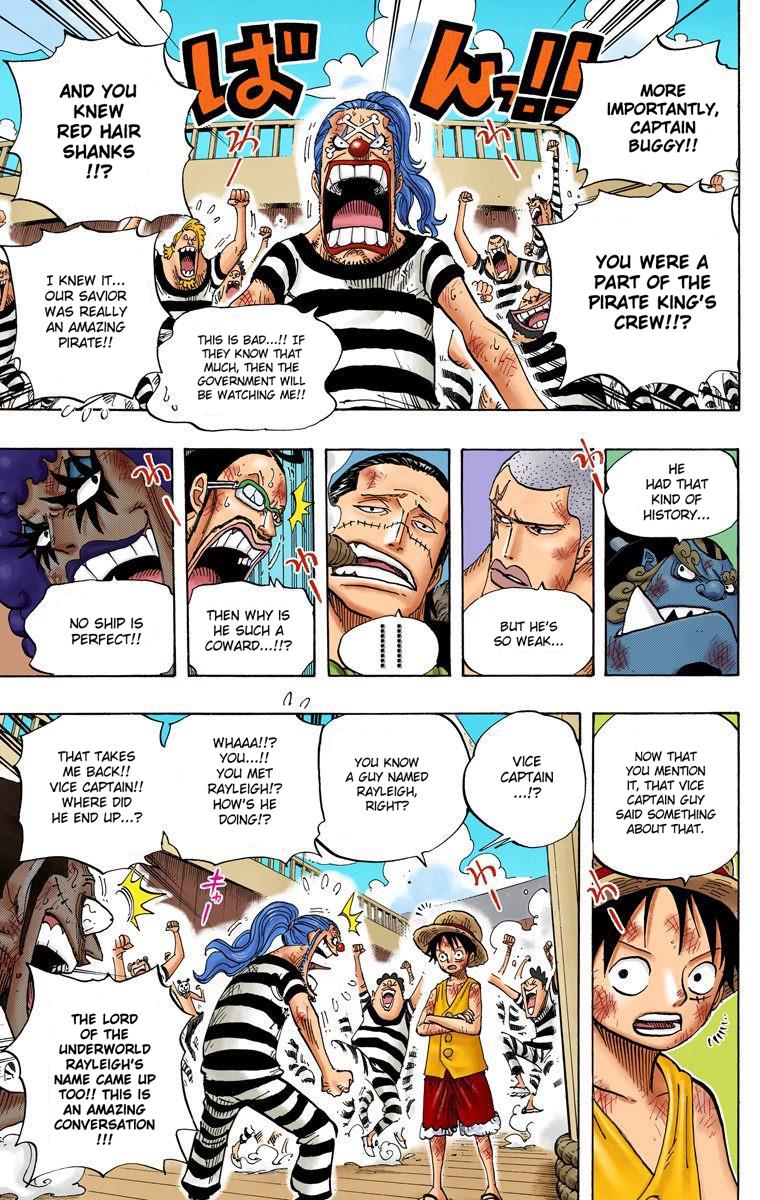 MORE
IMPORTANTLY,
CAPTAIN
BUGGY!!
YOU WERE A
PART OF THE
PIRATE KING'S
CREW!!?
ばんっ!!
AND YOU
KNEW
RED HAIR
SHANKS
!!?
I KNEW IT...
OUR SAVIOR
WAS REALLY
AN AMAZING
PIRATE!!
THIS IS BAD...!! IF
THEY KNOW THAT
MUCH, THEN THE
GOVERNMENT WILL
BE WATCHING ME!!
HE
HAD THAT
KIND OF
HISTORY...
BUT HE'S
SO WEAK...
THEN WHY IS
HE SUCH A
COWARD...!!?
NO SHIP IS
PERFECT!!
NOW THAT
YOU MENTION
IT, THAT VICE
CAPTAIN GUY
SAID SOMETHING
ABOUT THAT.
VICE
CAPTAIN
...!?
YOU KNOW
A GUY NAMED
RAYLEIGH,
RIGHT?
WHAAA!!?
YOU...!!
YOU MET
RAYLEIGH!?
HOW'S HE
DOING!?
THAT TAKES
ME BACK!!
VICE CAPTAIN!!
WHERE DID
HE END UP...?
THE LORD
OF THE
UNDERWORLD
RAYLEIGH'S
NAME CAME UP
TOO!! THIS IS
AN AMAZING
CONVERSATION
!!!